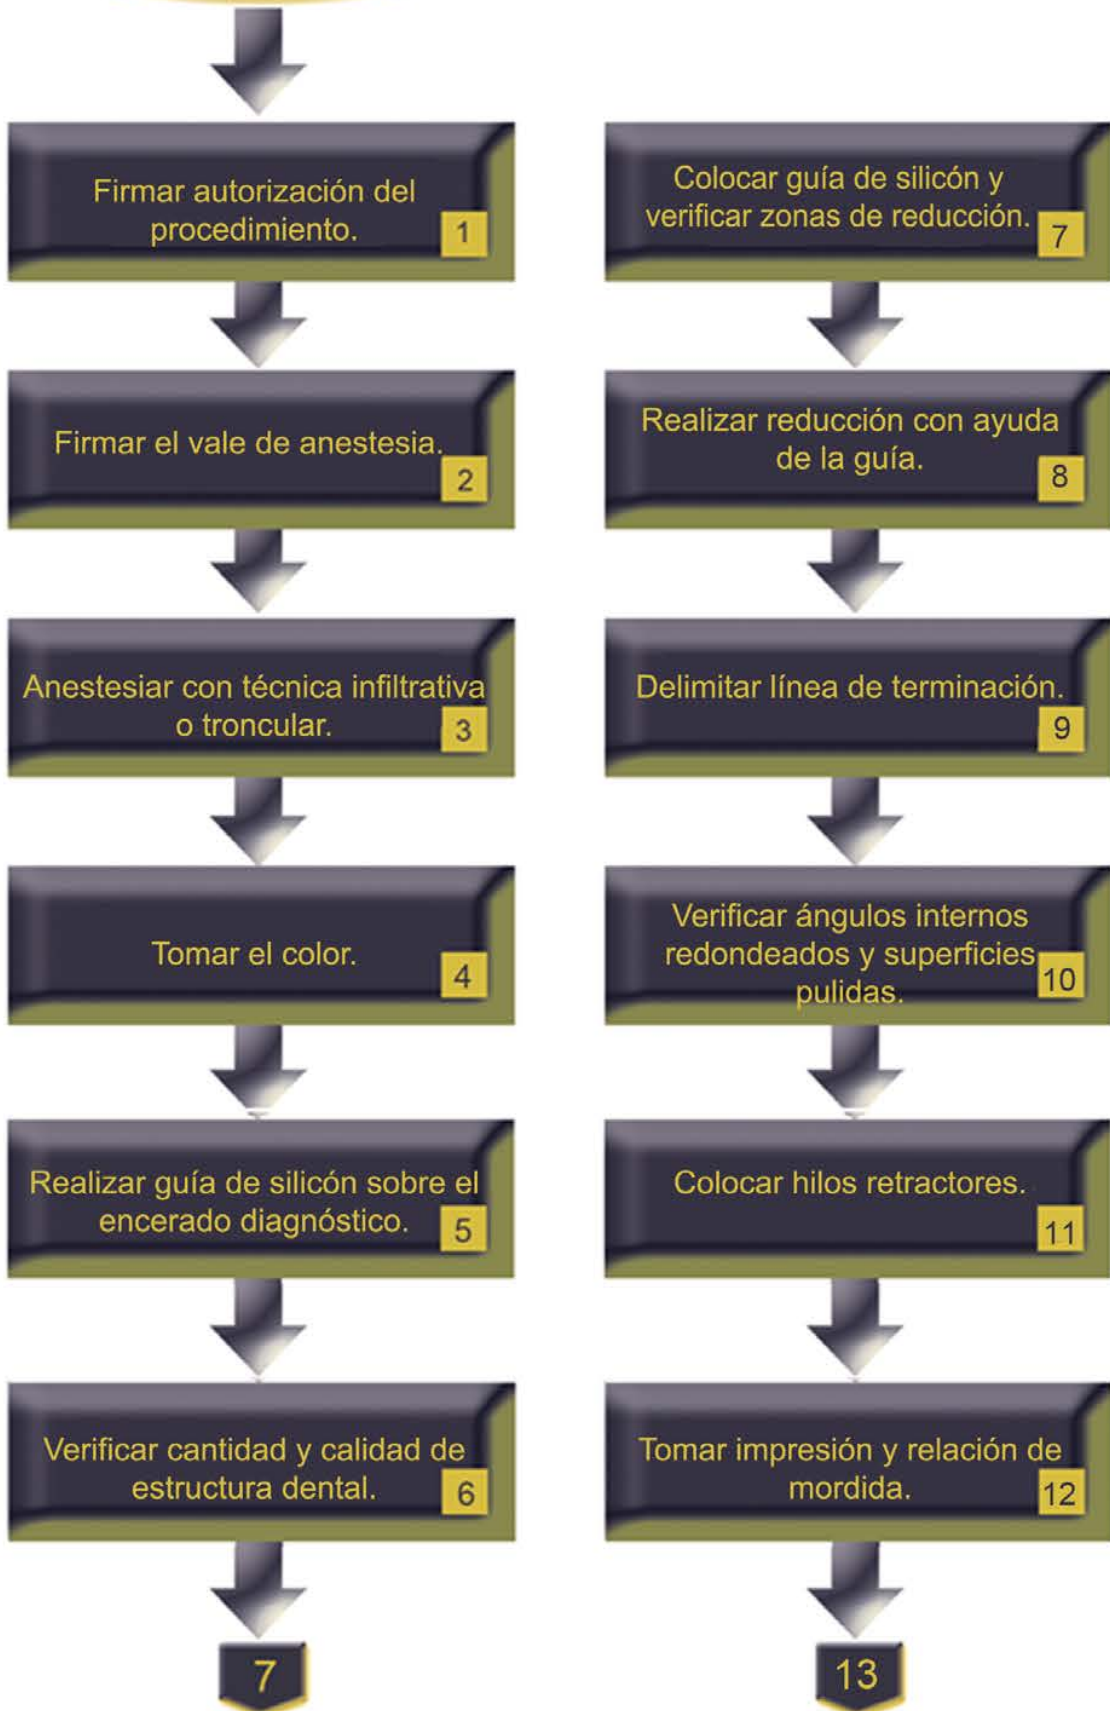 Firmar autorización del
procedimiento.
1
Firmar el vale de anestesia.
2
Anestesiar con técnica infiltrativa
o troncular.
3
Tomar el color.
4
Realizar guía de silicón sobre el
encerado diagnóstico.
5
Verificar cantidad y calidad de
estructura dental.
6
7
Colocar guía de silicón y
verificar zonas de reducción.
7
Realizar reducción con ayuda
de la guía.
8
Delimitar línea de terminación.
9
Verificar ángulos internos
redondeados y superficies
pulidas.
10
Colocar hilos retractores.
11
Tomar impresión y relación de
mordida.
12
13